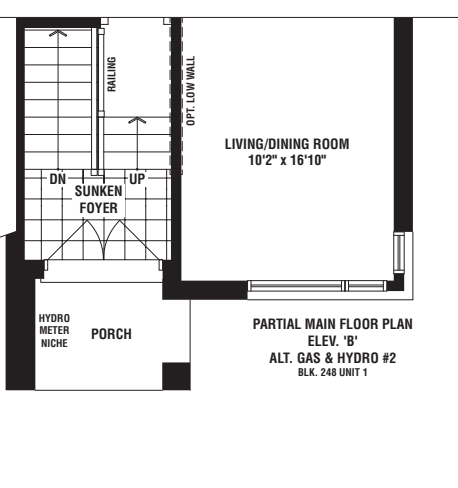 RAILING
OPT. LOW WALL
LIVING/DINING ROOM
10'2" x 16'10"
DN
UP
SUNKEN
FOYER
HYDRO
METER
NICHE
PORCH
PARTIAL MAIN FLOOR PLAN
ELEV. 'B'
ALT. GAS & HYDRO #2
BLK. 248 UNIT 1